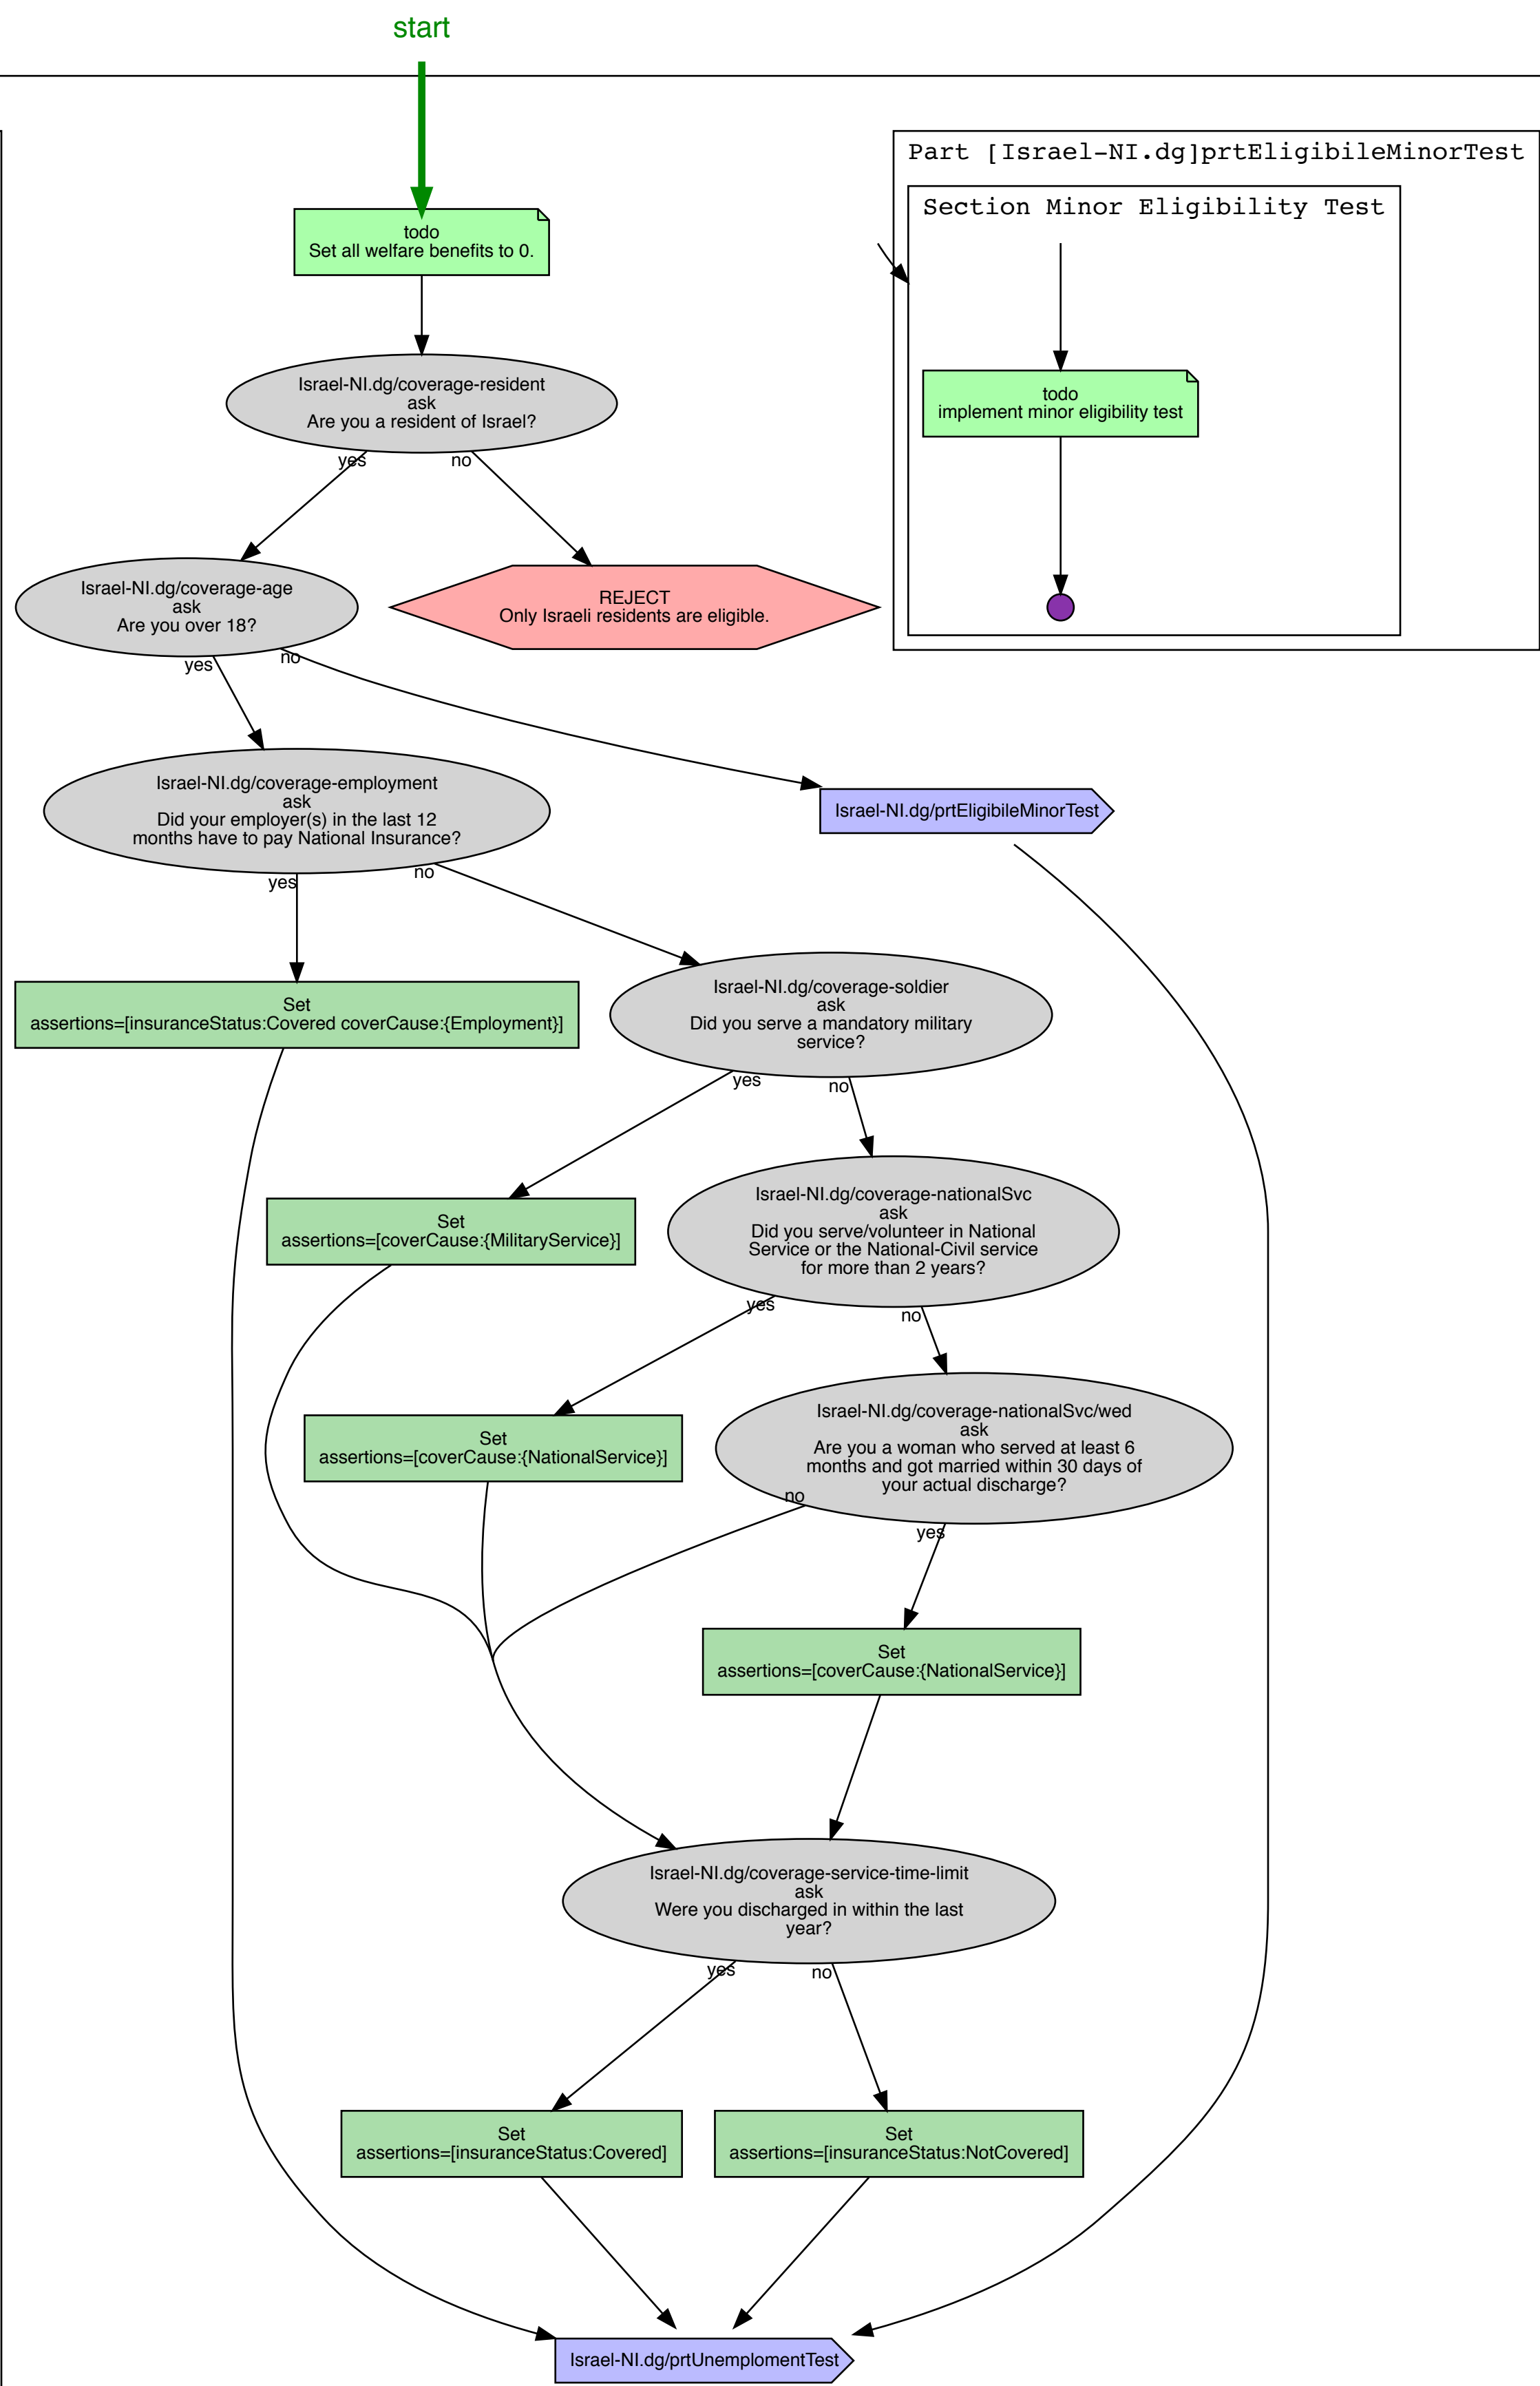 start
Part [Israel-NI.dg]prtEligibileMinorTest
Section Minor Eligibility Test
todo
Set all welfare benefits to 0.
Israel-NI.dg/coverage-resident
ask
Are you a resident of Israel?
todo
implement minor eligibility test
yes
no
Israel-NI.dg/coverage-age
ask
Are you over 18?
REJECT
Only Israeli residents are eligible.
yes
no
Israel-NI.dg/coverage-employment
ask
Did your employer(s) in the last 12
months have to pay National Insurance?
Israel-NI.dg/prtEligibileMinorTest
yes
no
Set
assertions=[insuranceStatus:Covered coverCause:{Employment}]
Israel-NI.dg/coverage-soldier
ask
Did you serve a mandatory military
service?
yes
no
Set
assertions=[coverCause:{MilitaryService}]
Israel-NI.dg/coverage-nationalSvc
ask
Did you serve/volunteer in National
Service or the National-Civil service
for more than 2 years?
yes
no
Set
assertions=[coverCause:{NationalService}]
Israel-NI.dg/coverage-nationalSvc/wed
ask
Are you a woman who served at least 6
months and got married within 30 days of
your actual discharge?
no
yes
Set
assertions=[coverCause:{NationalService}]
Israel-NI.dg/coverage-service-time-limit
ask
Were you discharged in within the last
year?
yes
no
Set
assertions=[insuranceStatus:Covered]
Set
assertions=[insuranceStatus:NotCovered]
Israel-NI.dg/prtUnemplomentTest